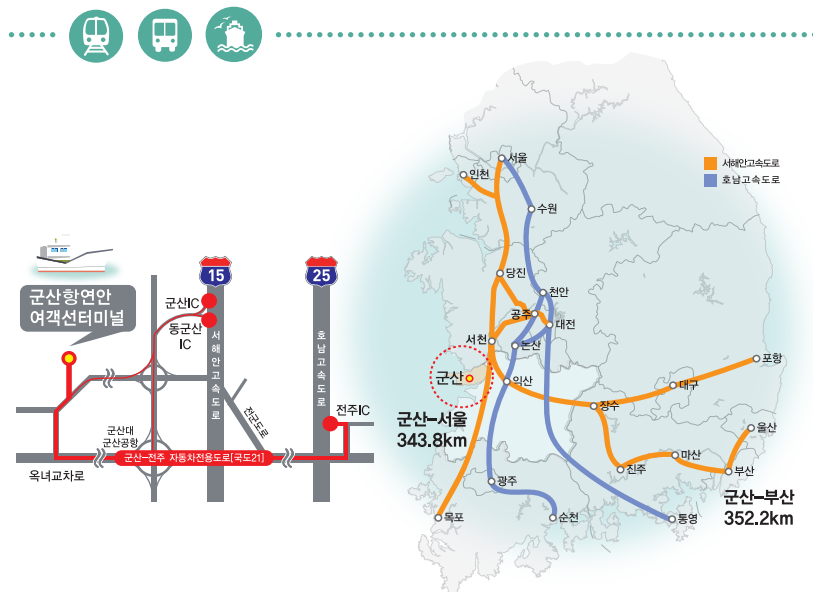 15
25
군산항연안
여객선터미널
군산IC
동군산
IC
서해안고속도로
호남고속도로
전군도로
전주IC
군산대
군산공항
군산-전주 자동차전용도로[국도21]
옥녀교차로
서해안고속도로
호남고속도로
서울
인천
수원
당진
천안
공주
대전
서천
논산
군산
익산
포항
대구
장수
울산
군산-서울
343.8km
마산
진주
부산
광주
군산-부산
352.2km
목포
순천
통영